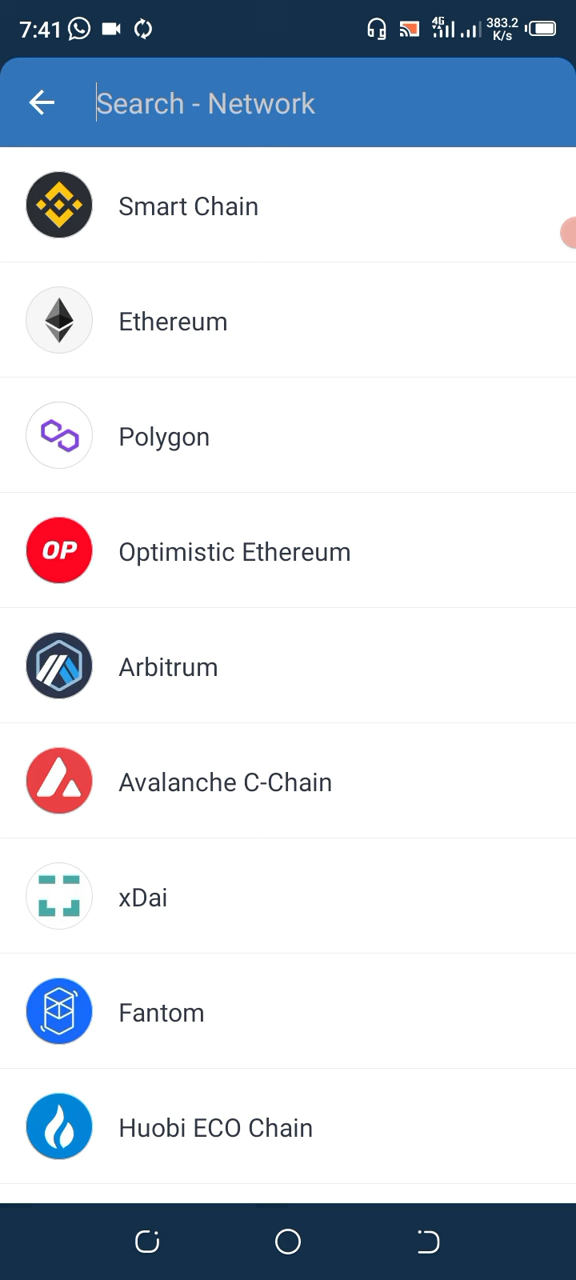 7:41
4G
383.2
K/s
Search - Network
Smart Chain
Ethereum
Polygon
OP
Optimistic Ethereum
Arbitrum
Avalanche C-Chain
xDai
Fantom
Huobi ECO Chain